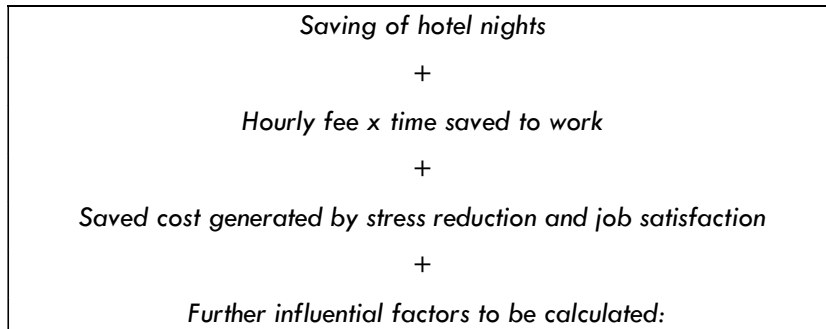 Saving of hotel nights
+
Hourly fee x time saved to work
+
Saved cost generated by stress reduction and job satisfaction
+
Further influential factors to be calculated: